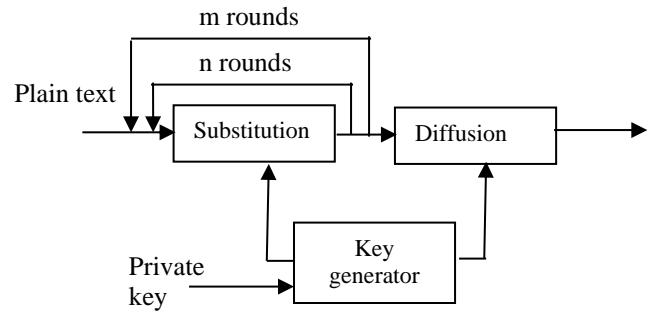 m rounds
n rounds
Plain text
Substitution
Diffusion
Key
generator
Private
key